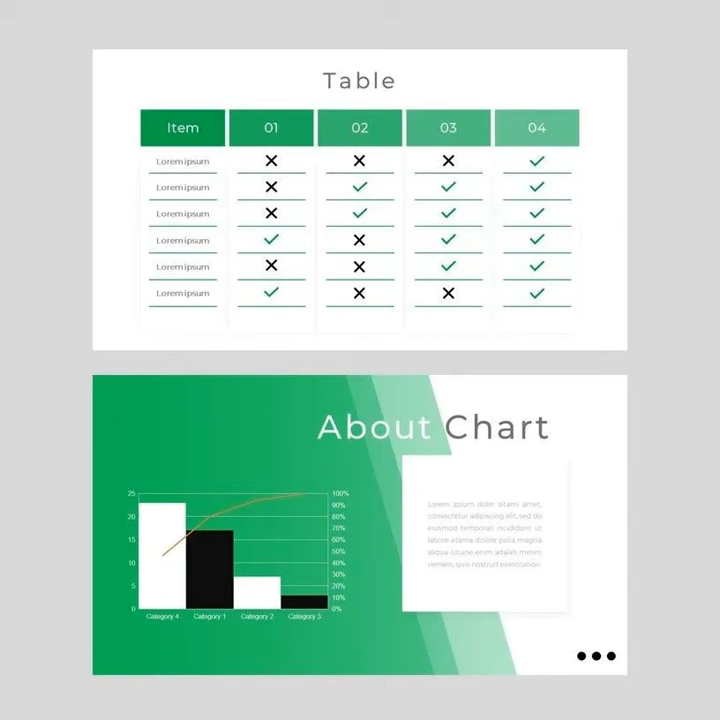 Table
Item 01 02 03 04
Lorem ipsum
Lorem ipsum
Lorem ipsum
Lorem ipsum
Lorem ipsum
Lorem ipsum
About Chart
25 100%
90%
20 80%
70%
15 60%
50%
10 40%
30%
5 20%
10%
0 0%
Category 4 Category 1 Category 2 Category 3
Lorem ipsum dolor sitami amet,
consectetur adipiscing elit, sed do
eiusmod temporas incididunt ut
labore etama dolore polia magna
aliqua. Utune enim adaleh minim
veniam, quis nostrud exercitation